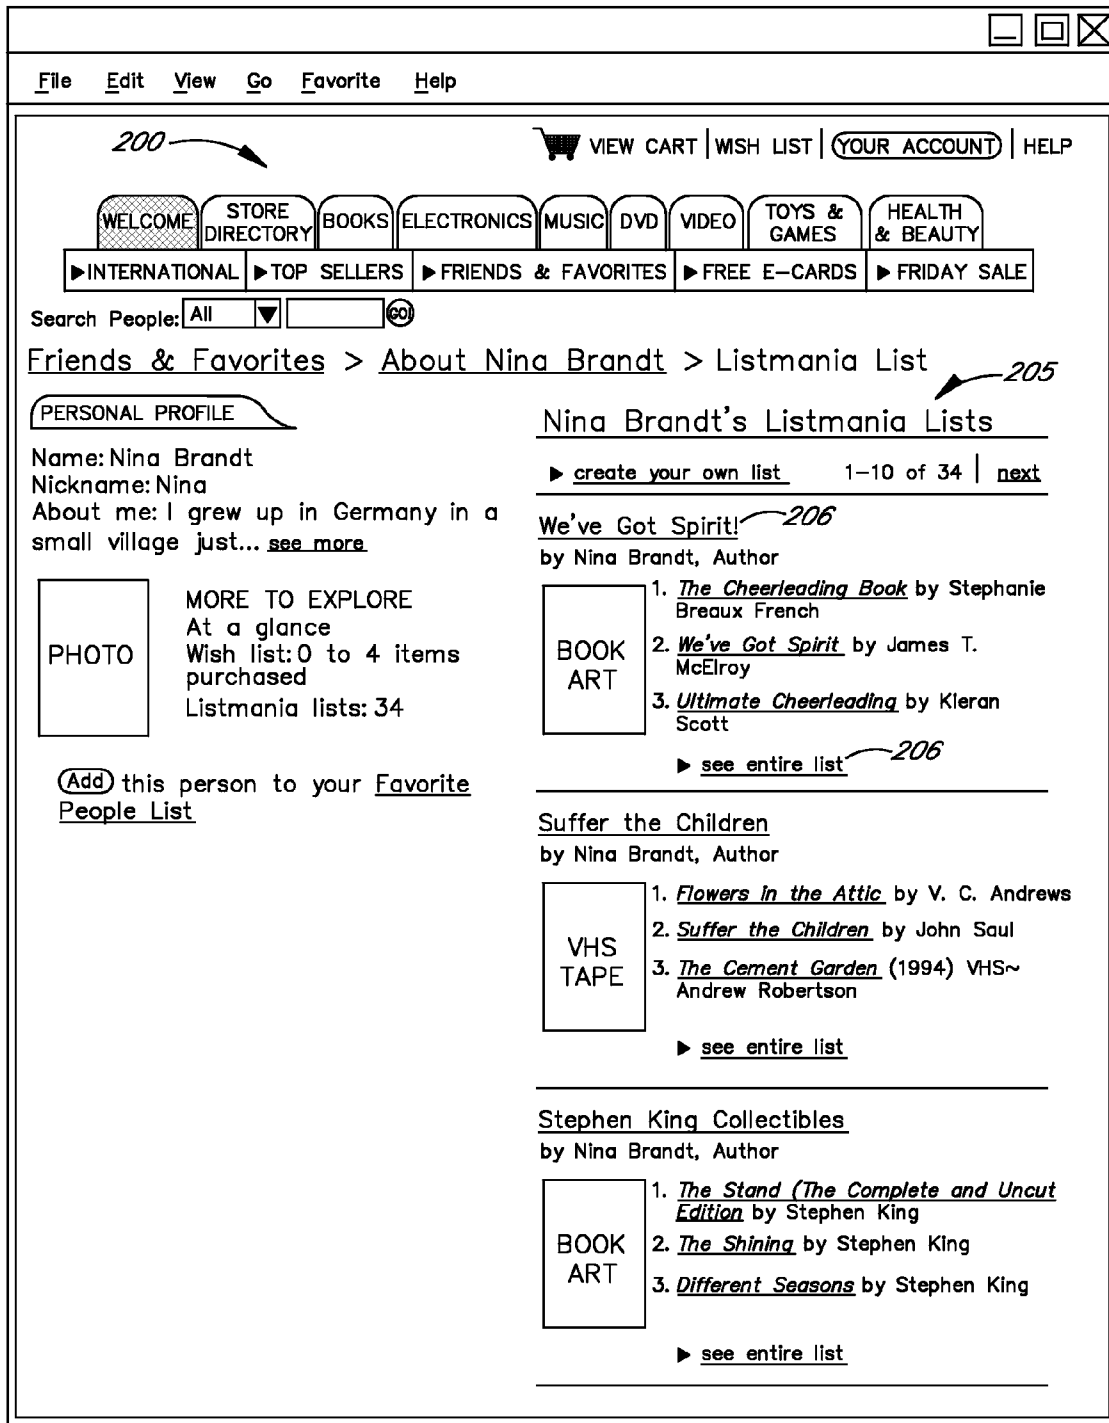 File Edit View Go Favorite Help
200
VIEW CART | WISH LIST | YOUR ACCOUNT | HELP
WELCOME
STORE
DIRECTORY
BOOKS
ELECTRONICS
MUSIC
DVD
VIDEO
TOYS &
GAMES
HEALTH
& BEAUTY
▶INTERNATIONAL ▶TOP SELLERS ▶FRIENDS & FAVORITES ▶FREE E-CARDS ▶FRIDAY SALE
Search People: All ▼ GO!
Friends & Favorites > About Nina Brandt > Listmania List
205
PERSONAL PROFILE
Name: Nina Brandt
Nickname: Nina
About me: I grew up in Germany in a
small village just... see more
PHOTO
MORE TO EXPLORE
At a glance
Wish list: 0 to 4 items
purchased
Listmania lists: 34
Add this person to your Favorite
People List
Nina Brandt's Listmania Lists
▶ create your own list 1-10 of 34 | next
We've Got Spirit! 206
by Nina Brandt, Author
BOOK
ART
1. The Cheerleading Book by Stephanie
Breaux French
2. We've Got Spirit by James T.
McElroy
3. Ultimate Cheerleading by Kieran
Scott
▶ see entire list 206
Suffer the Children
by Nina Brandt, Author
VHS
TAPE
1. Flowers in the Attic by V. C. Andrews
2. Suffer the Children by John Saul
3. The Cement Garden (1994) VHS~
Andrew Robertson
▶ see entire list
Stephen King Collectibles
by Nina Brandt, Author
BOOK
ART
1. The Stand (The Complete and Uncut
Edition by Stephen King
2. The Shining by Stephen King
3. Different Seasons by Stephen King
▶ see entire list